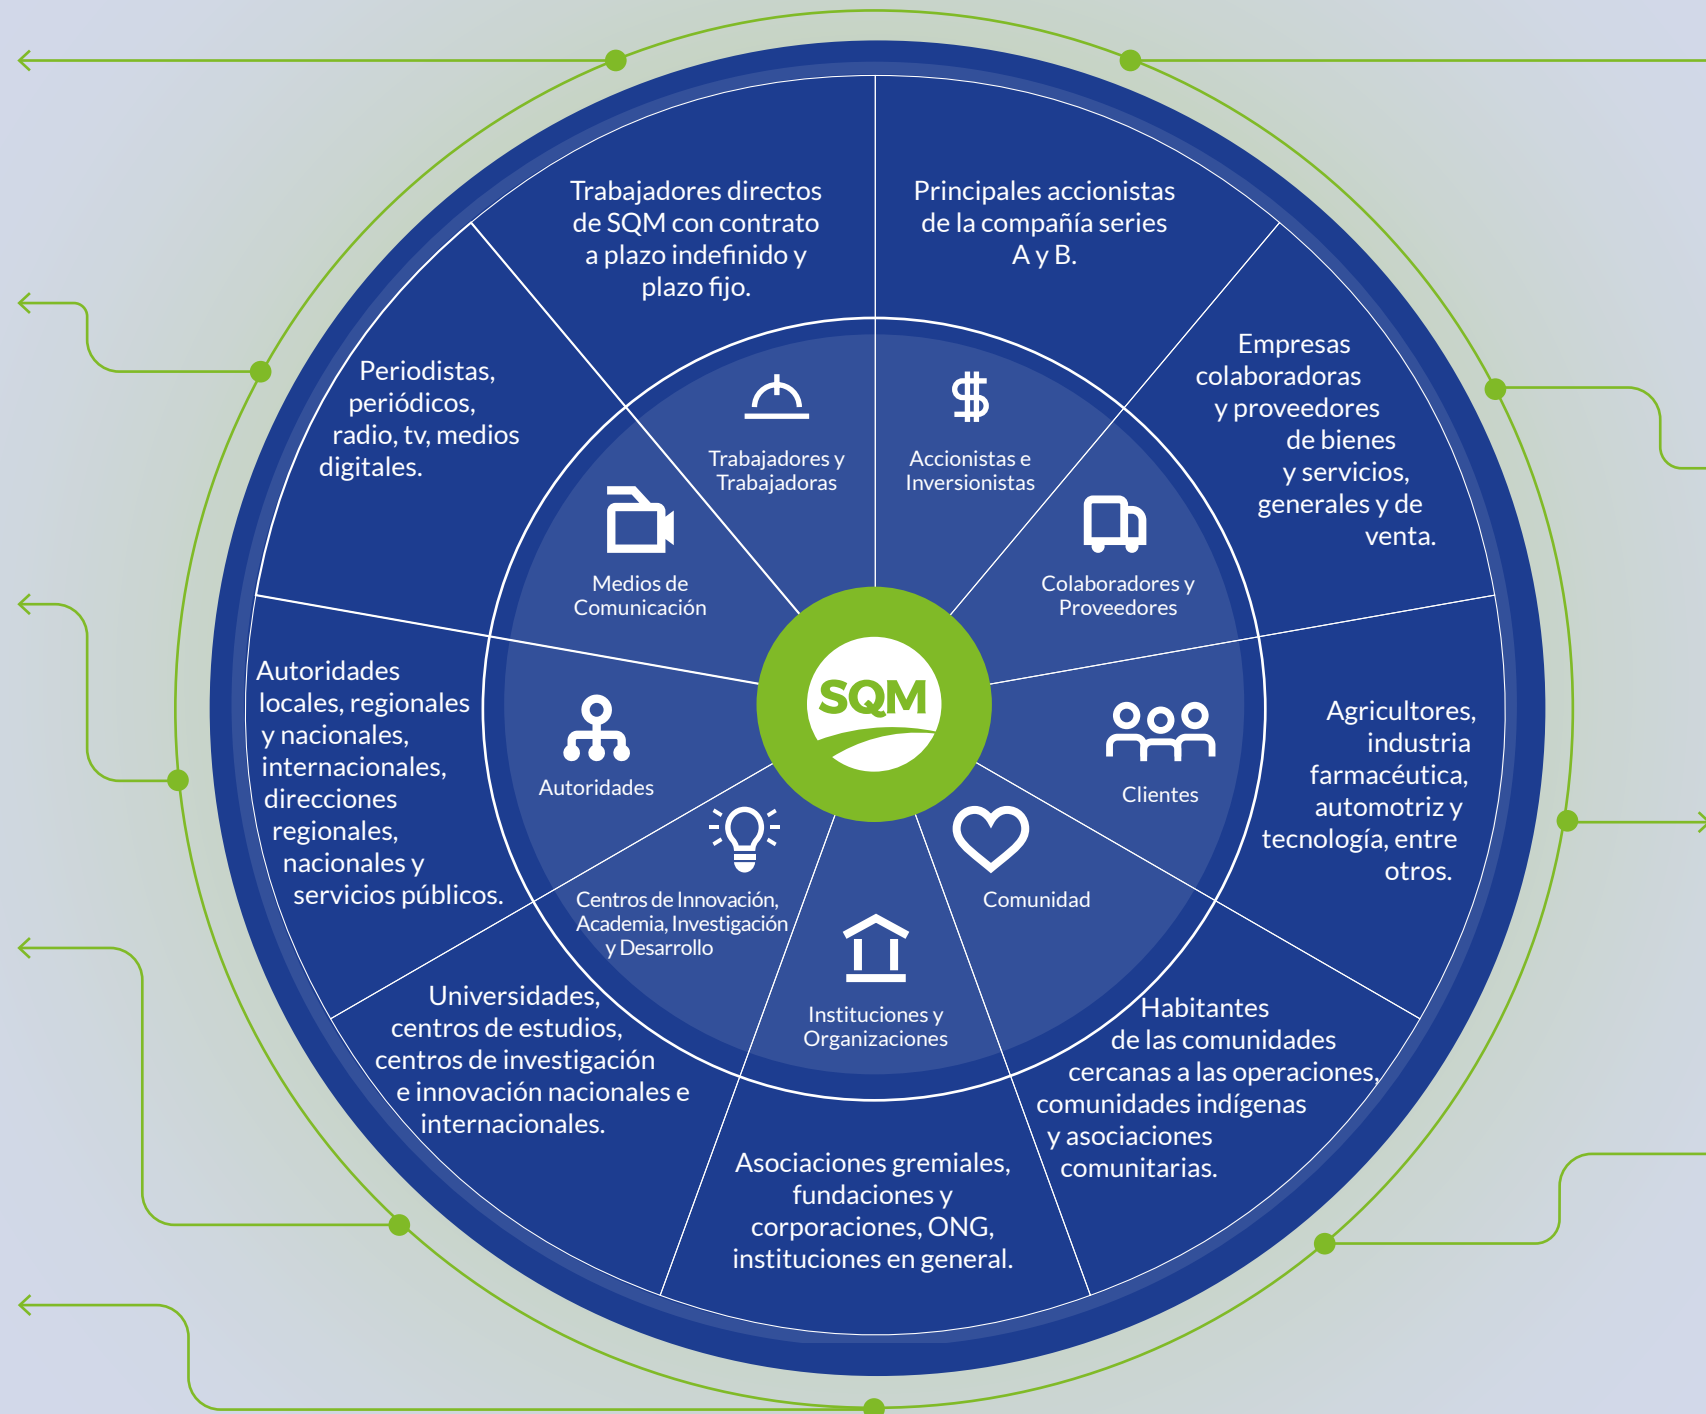 Trabajadores directos
de SQM con contrato
a plazo indefinido y
plazo fijo.
Trabajadores y
Trabajadoras
Principales accionistas
de la compañía series
A y B.
Accionistas e
Inversionistas
Empresas
colaboradoras
y proveedores
de bienes
y servicios,
generales y de
venta.
Colaboradores y
Proveedores
Agricultores,
industria
farmacéutica,
automotriz y
tecnología, entre
otros.
Clientes
Habitantes
de las comunidades
cercanas a las operaciones,
comunidades indígenas
y asociaciones
comunitarias.
Comunidad
Asociaciones gremiales,
fundaciones y
corporaciones, ONG,
instituciones en general.
Instituciones y
Organizaciones
Universidades,
centros de estudios,
centros de investigación
e innovación nacionales e
internacionales.
Centros de Innovación,
Academia, Investigación
y Desarrollo
Autoridades
locales, regionales
y nacionales,
internacionales,
direcciones
regionales,
nacionales y
servicios públicos.
Autoridades
Periodistas,
periódicos,
radio, tv, medios
digitales.
Medios de
Comunicación
SQM